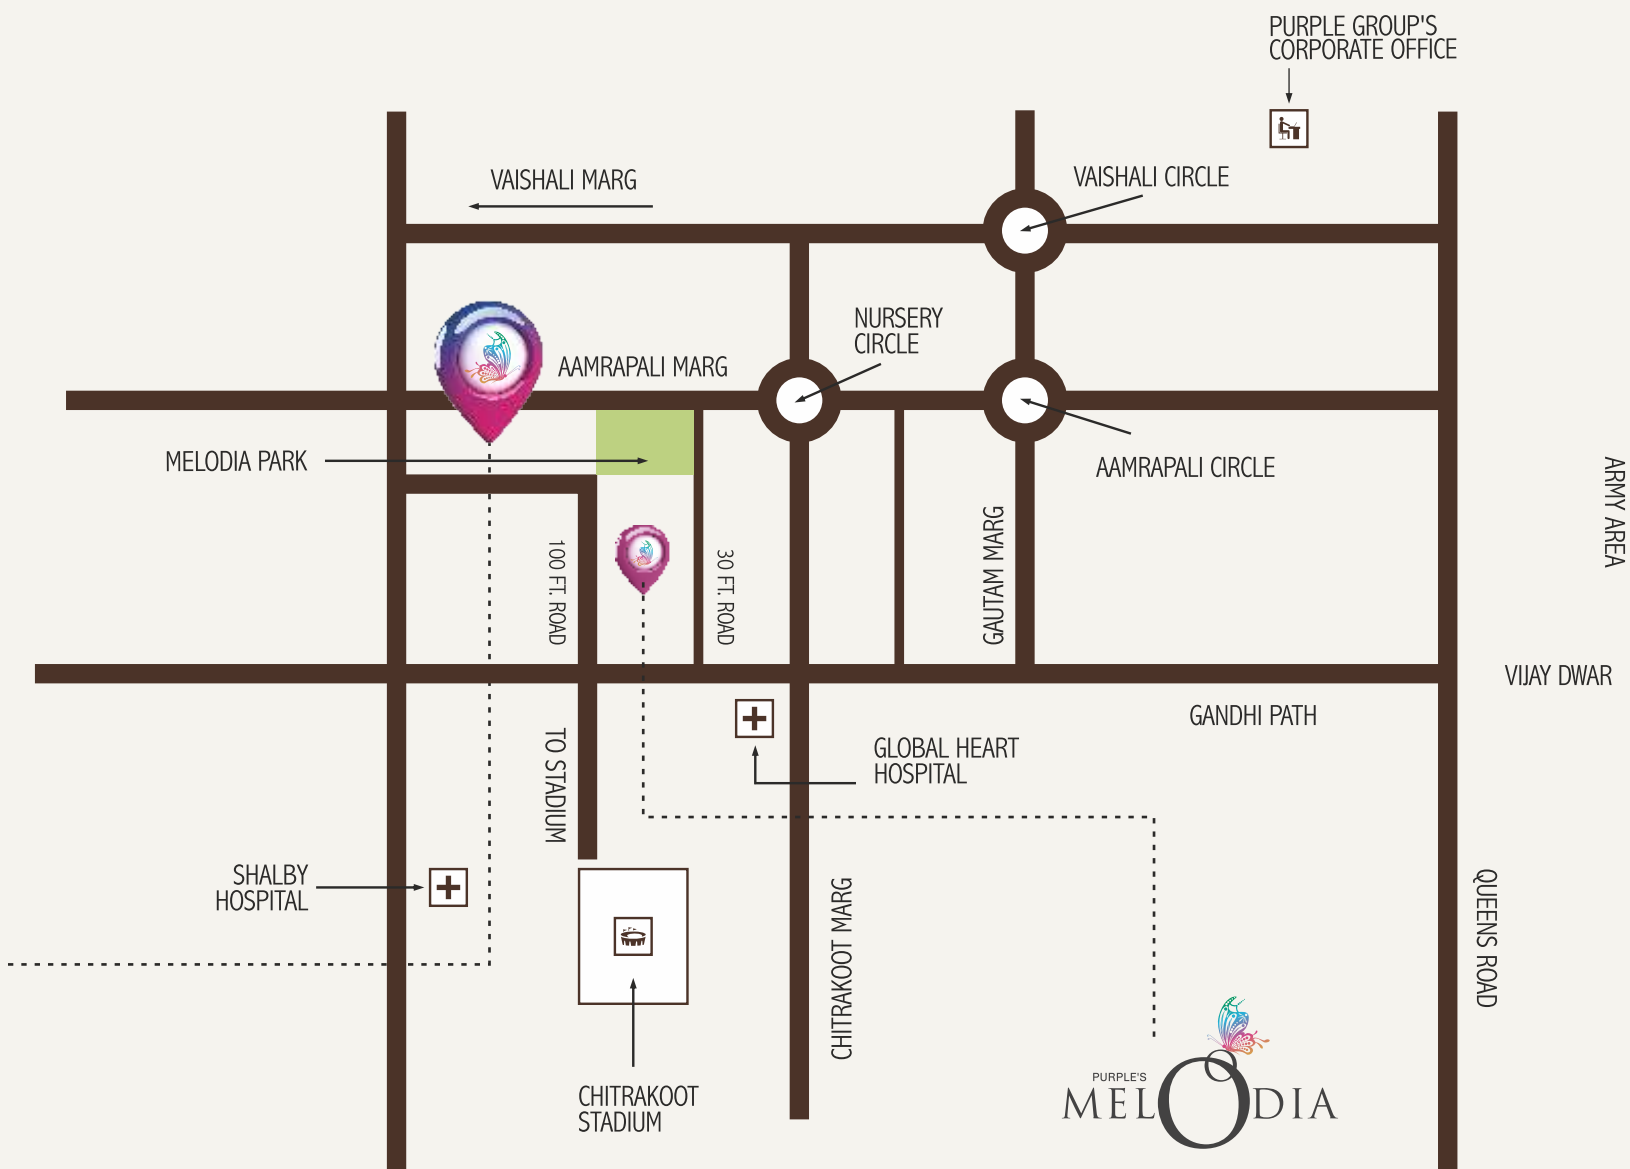 PURPLE GROUP'S
CORPORATE OFFICE
VAISHALI MARG
VAISHALI CIRCLE
NURSERY
CIRCLE
AAMRAPALI MARG
MELODIA PARK
AAMRAPALI CIRCLE
ARMY AREA
GAUTAM MARG
100 FT. ROAD
30 FT. ROAD
VIJAY DWAR
GANDHI PATH
TO STADIUM
GLOBAL HEART
HOSPITAL
SHALBY
HOSPITAL
CHITRAKOOT MARG
QUEENS ROAD
CHITRAKOOT
STADIUM
PURPLE'S
MELODIA